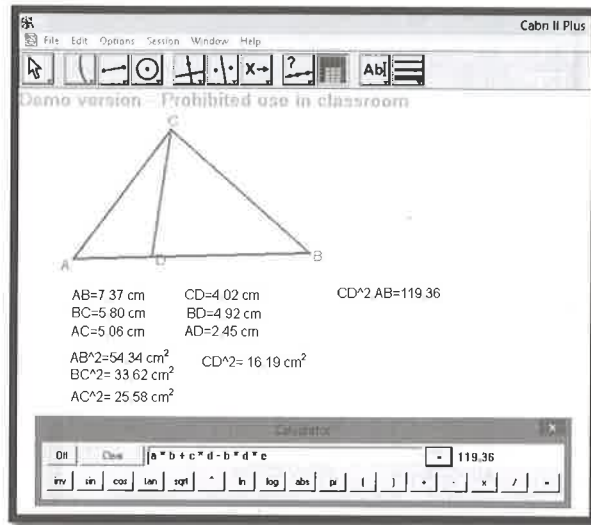 Cabri II Plus
File Edit Options Session Window Help
X→ ? Ab
Demo version - Prohibited use in classroom
C
A D B
AB=7.37 cm CD=4.02 cm CD^2.AB=119.36
BC=5.80 cm BD=4.92 cm
AC=5.06 cm AD=2.45 cm
AB^2=54.34 cm² CD^2= 16.19 cm²
BC^2= 33.62 cm²
AC^2= 25.58 cm²
Calculator x
Off Clear a * b + c * d - b * d * e = 119.36
inv sin cos tan sqrt ^ ln log abs pi ( ) + - x / =